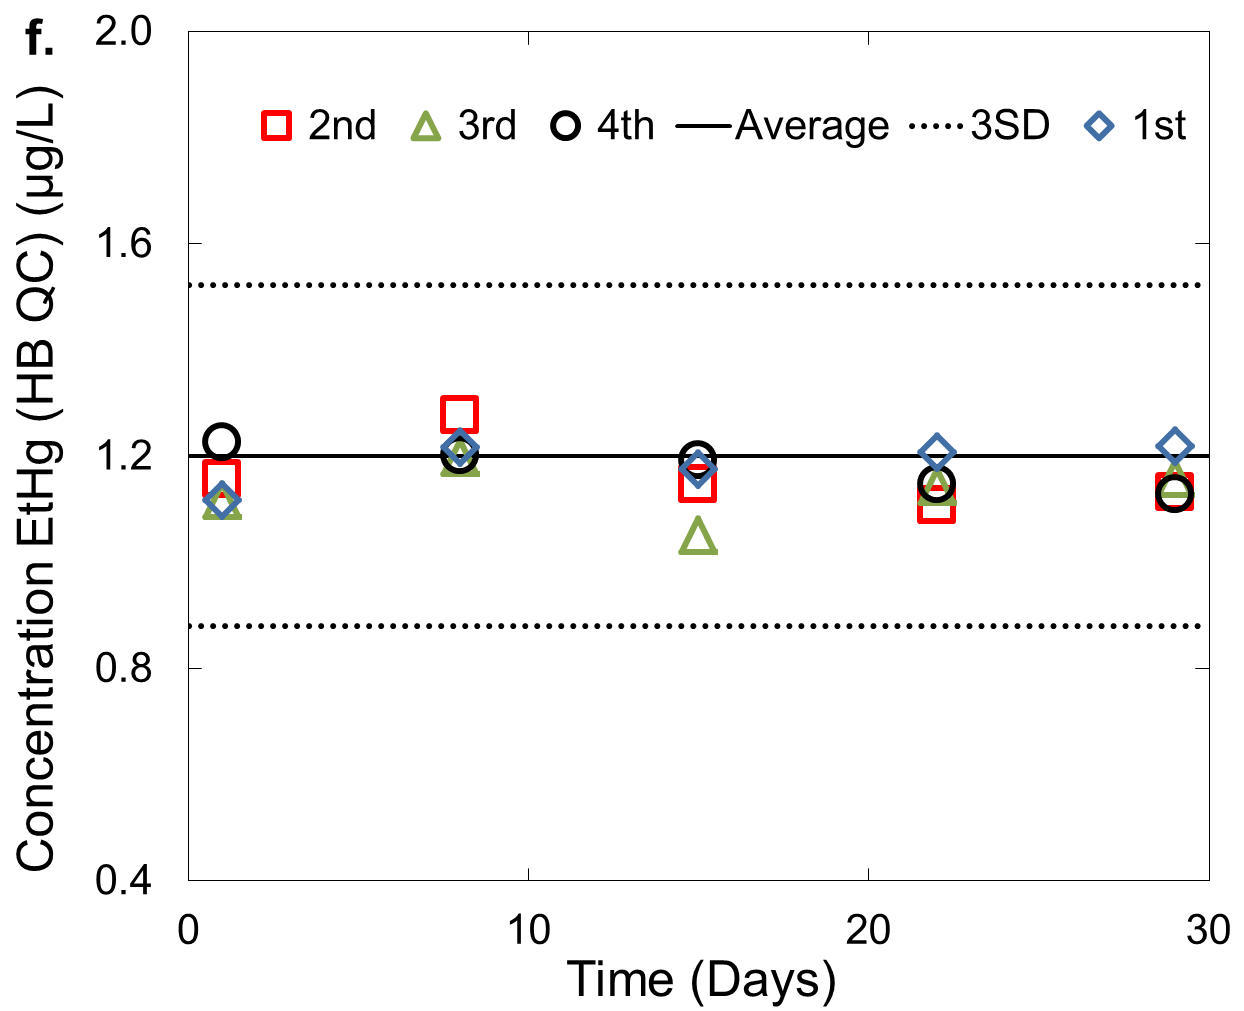 f.
2.0
2nd 3rd 4th Average 3SD 1st
1.6
1.2
0.8
0.4
0 10 20 30
Time (Days)
Concentration EtHg (HB QC) (µg/L)